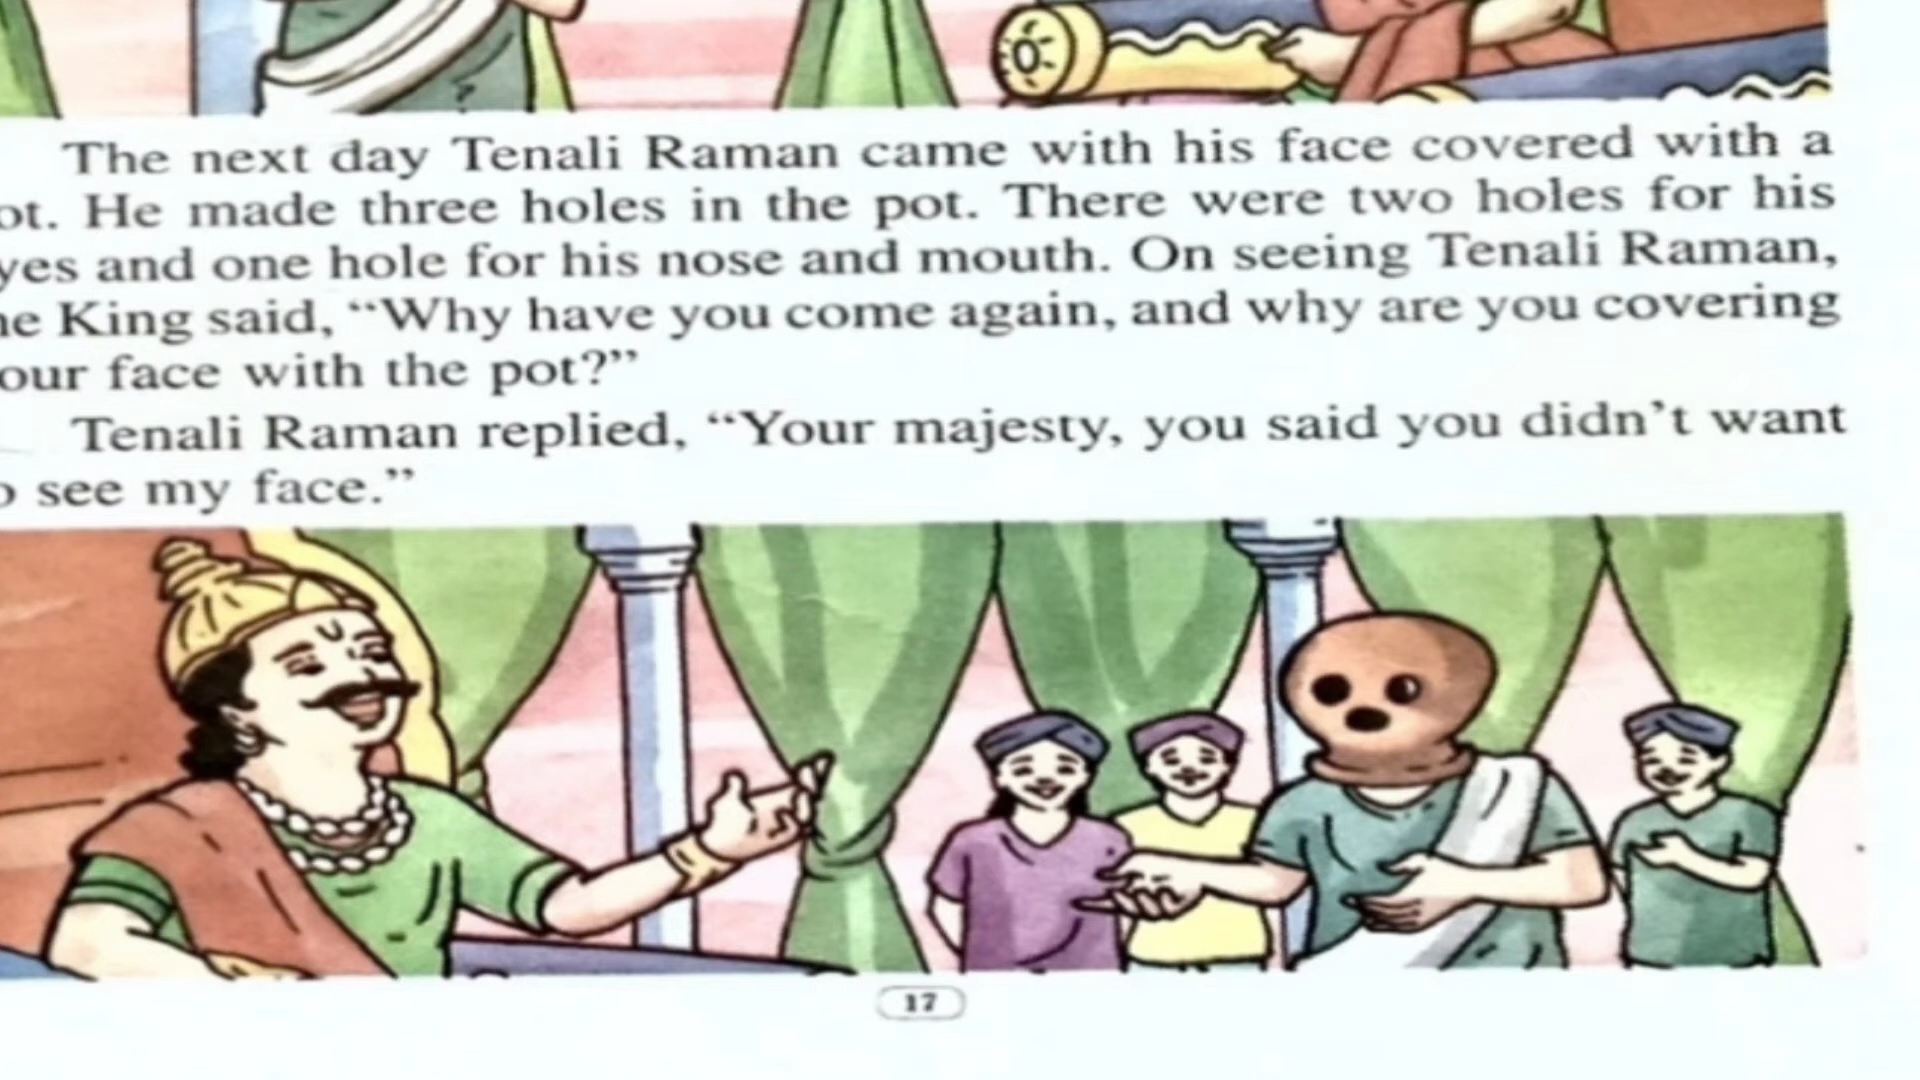 The next day Tenali Raman came with his face covered with a
ot. He made three holes in the pot. There were two holes for his
yes and one hole for his nose and mouth. On seeing Tenali Raman,
he King said, “Why have you come again, and why are you covering
our face with the pot?”
Tenali Raman replied, “Your majesty, you said you didn’t want
o see my face.”
17